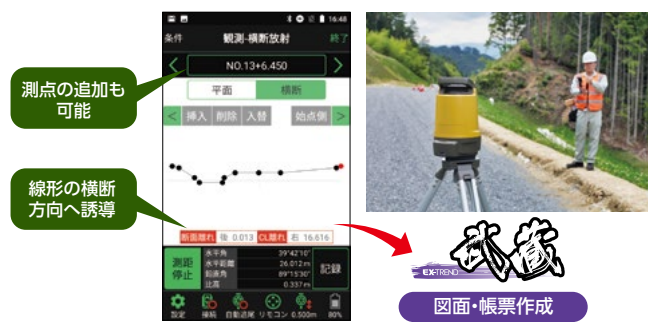 16:48
条件
観測-横断放射
終了
NO.13+6.450
平面
横断
< 挿入 削除 入替 始点側 >
断面離れ 後 0.013 CL離れ 右 16.616
測距
停止
水平角 39°42'10"
水平距離 26.012m
鉛直角 89°15'30"
比高 0.337m
記録
設定
接続
自動追尾
リモコン
0.500m
80%
測点の追加も
可能
線形の横断
方向へ誘導
EX-TREND
武蔵
図面・帳票作成